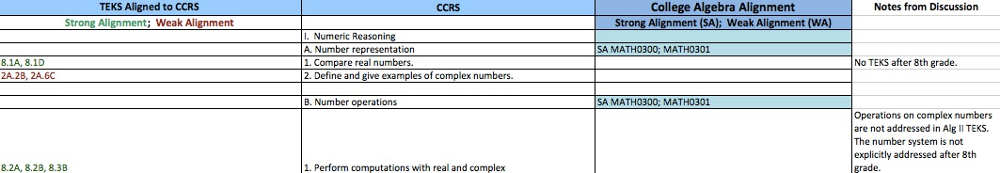 TEKS Aligned to CCRS CCRS College Algebra Alignment Notes from Discussion
Strong Alignment; Weak Alignment Strong Alignment (SA); Weak Alignment (WA)
I. Numeric Reasoning
A. Number representation SA MATH0300; MATH0301
8.1A, 8.1D 1. Compare real numbers. No TEKS after 8th grade.
2A.2B, 2A.6C 2. Define and give examples of complex numbers.
B. Number operations SA MATH0300; MATH0301
Operations on complex numbers
are not addressed in Alg II TEKS.
The number system is not
explicitly addressed after 8th
8.2A, 8.2B, 8.3B 1. Perform computations with real and complex grade.